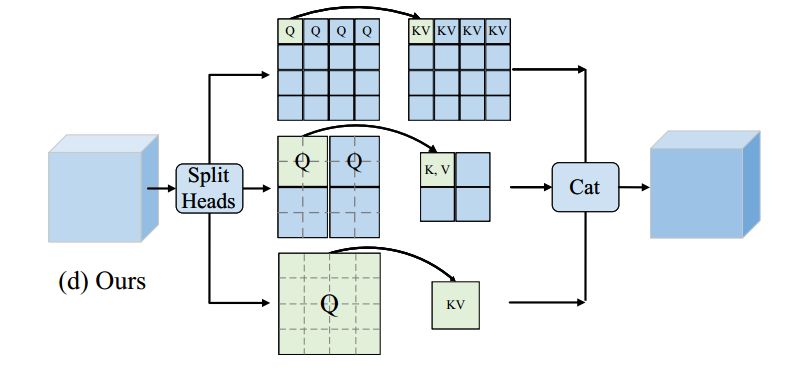 Q Q Q Q
KV KV KV KV
Split
Heads
Q Q
K, V
Cat
(d) Ours
Q
KV